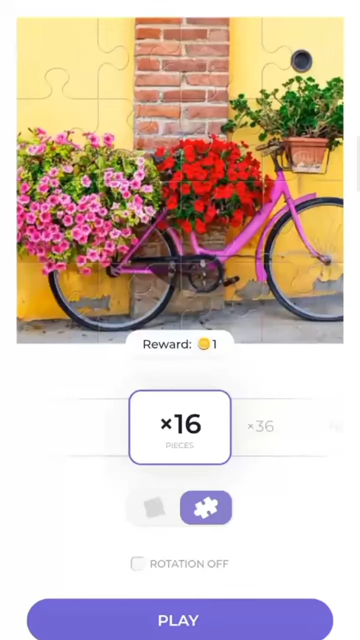 Reward: 1
×16
×36
PIECES
ROTATION OFF
PLAY